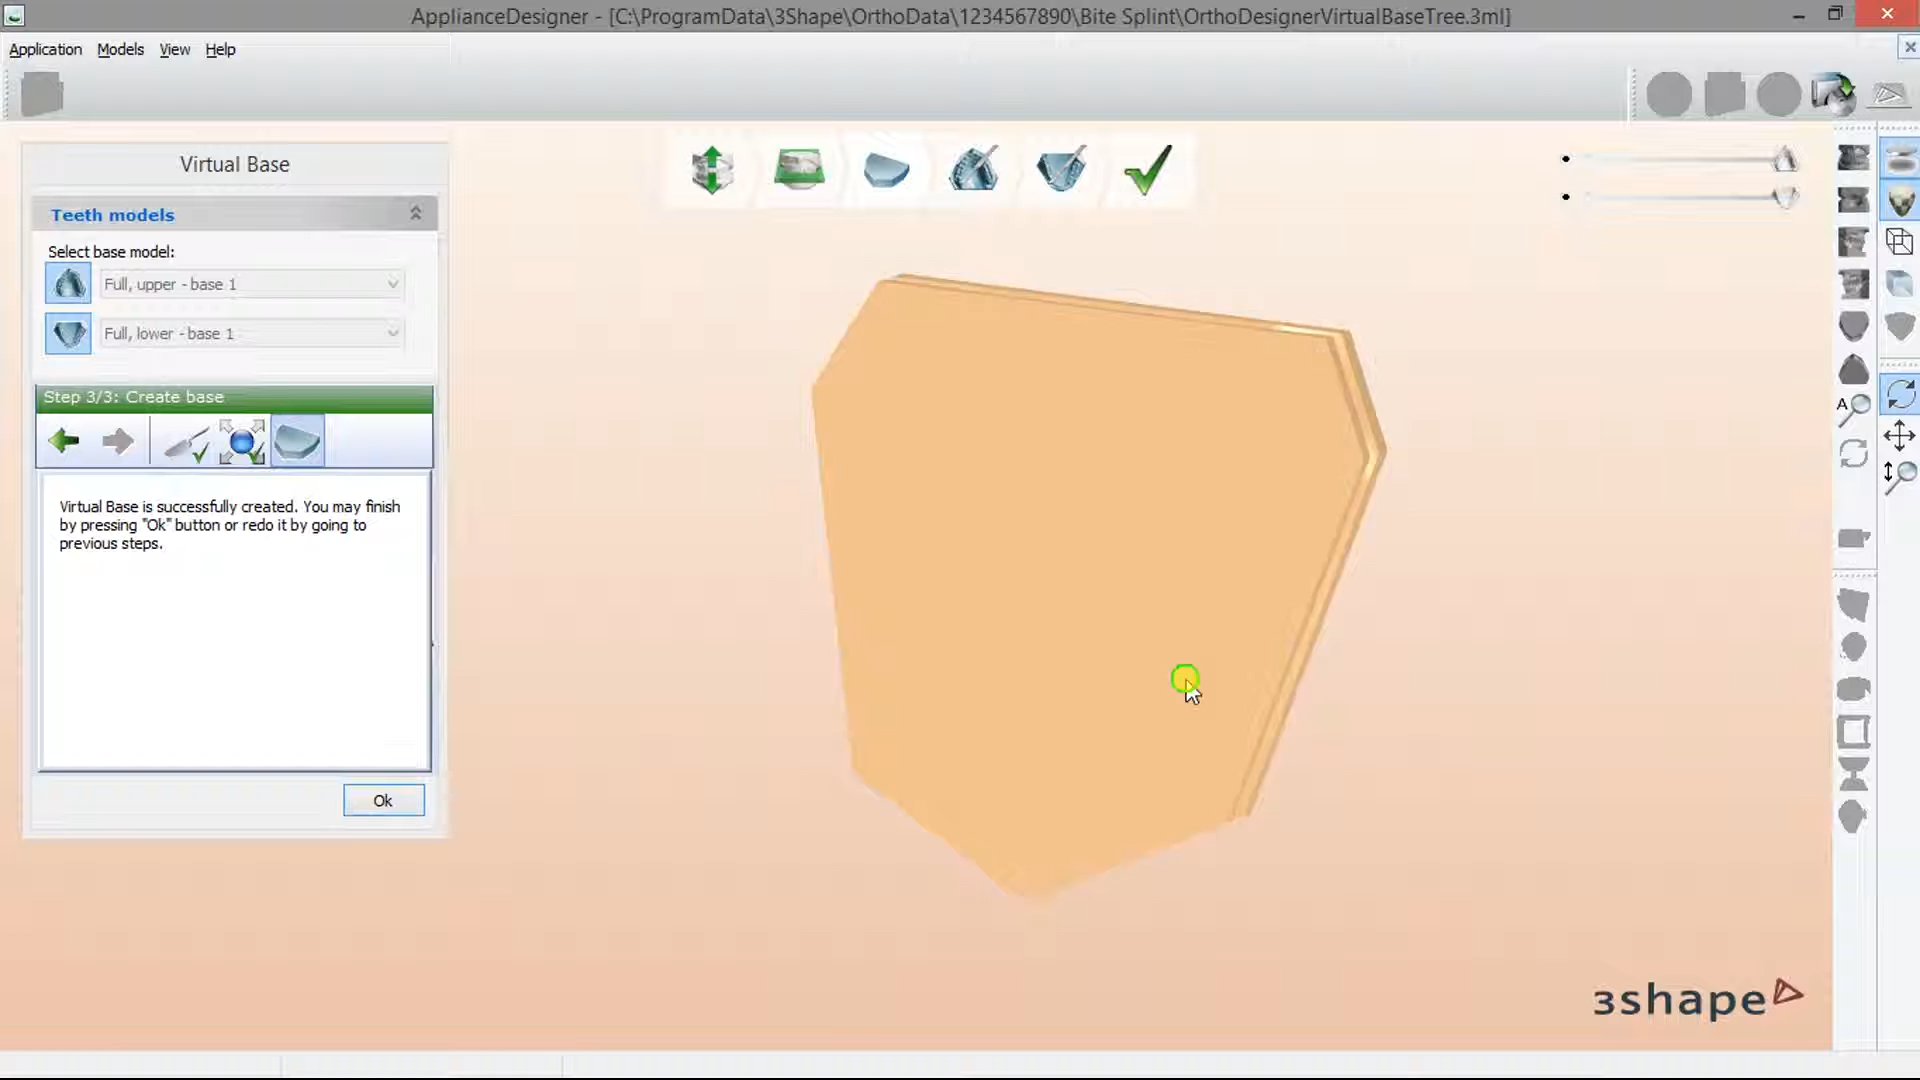 ApplianceDesigner - [C:\ProgramData\3Shape\OrthoData\1234567890\Bite Splint\OrthoDesignerVirtualBaseTree.3ml]
Application Models View Help
Virtual Base
Teeth models
Select base model:
Full, upper - base 1
Full, lower - base 1
Step 3/3: Create base
Virtual Base is successfully created. You may finish
by pressing "Ok" button or redo it by going to
previous steps.
Ok
A
3shape